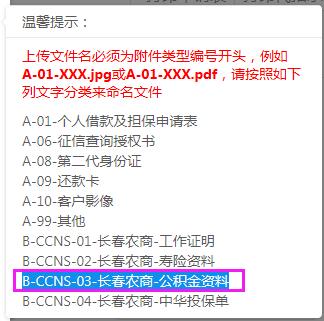 温馨提示：
上传文件名必须为附件类型编号开头，例如
A-01-XXX.jpg或A-01-XXX.pdf，请按照如下
列文字分类来命名文件
A-01-个人借款及担保申请表
A-06-征信查询授权书
A-08-第二代身份证
A-09-还款卡
A-10-客户影像
A-99-其他
B-CCNS-01-长春农商-工作证明
B-CCNS-02-长春农商-寿险资料
B-CCNS-03-长春农商-公积金资料
B-CCNS-04-长春农商-中华投保单